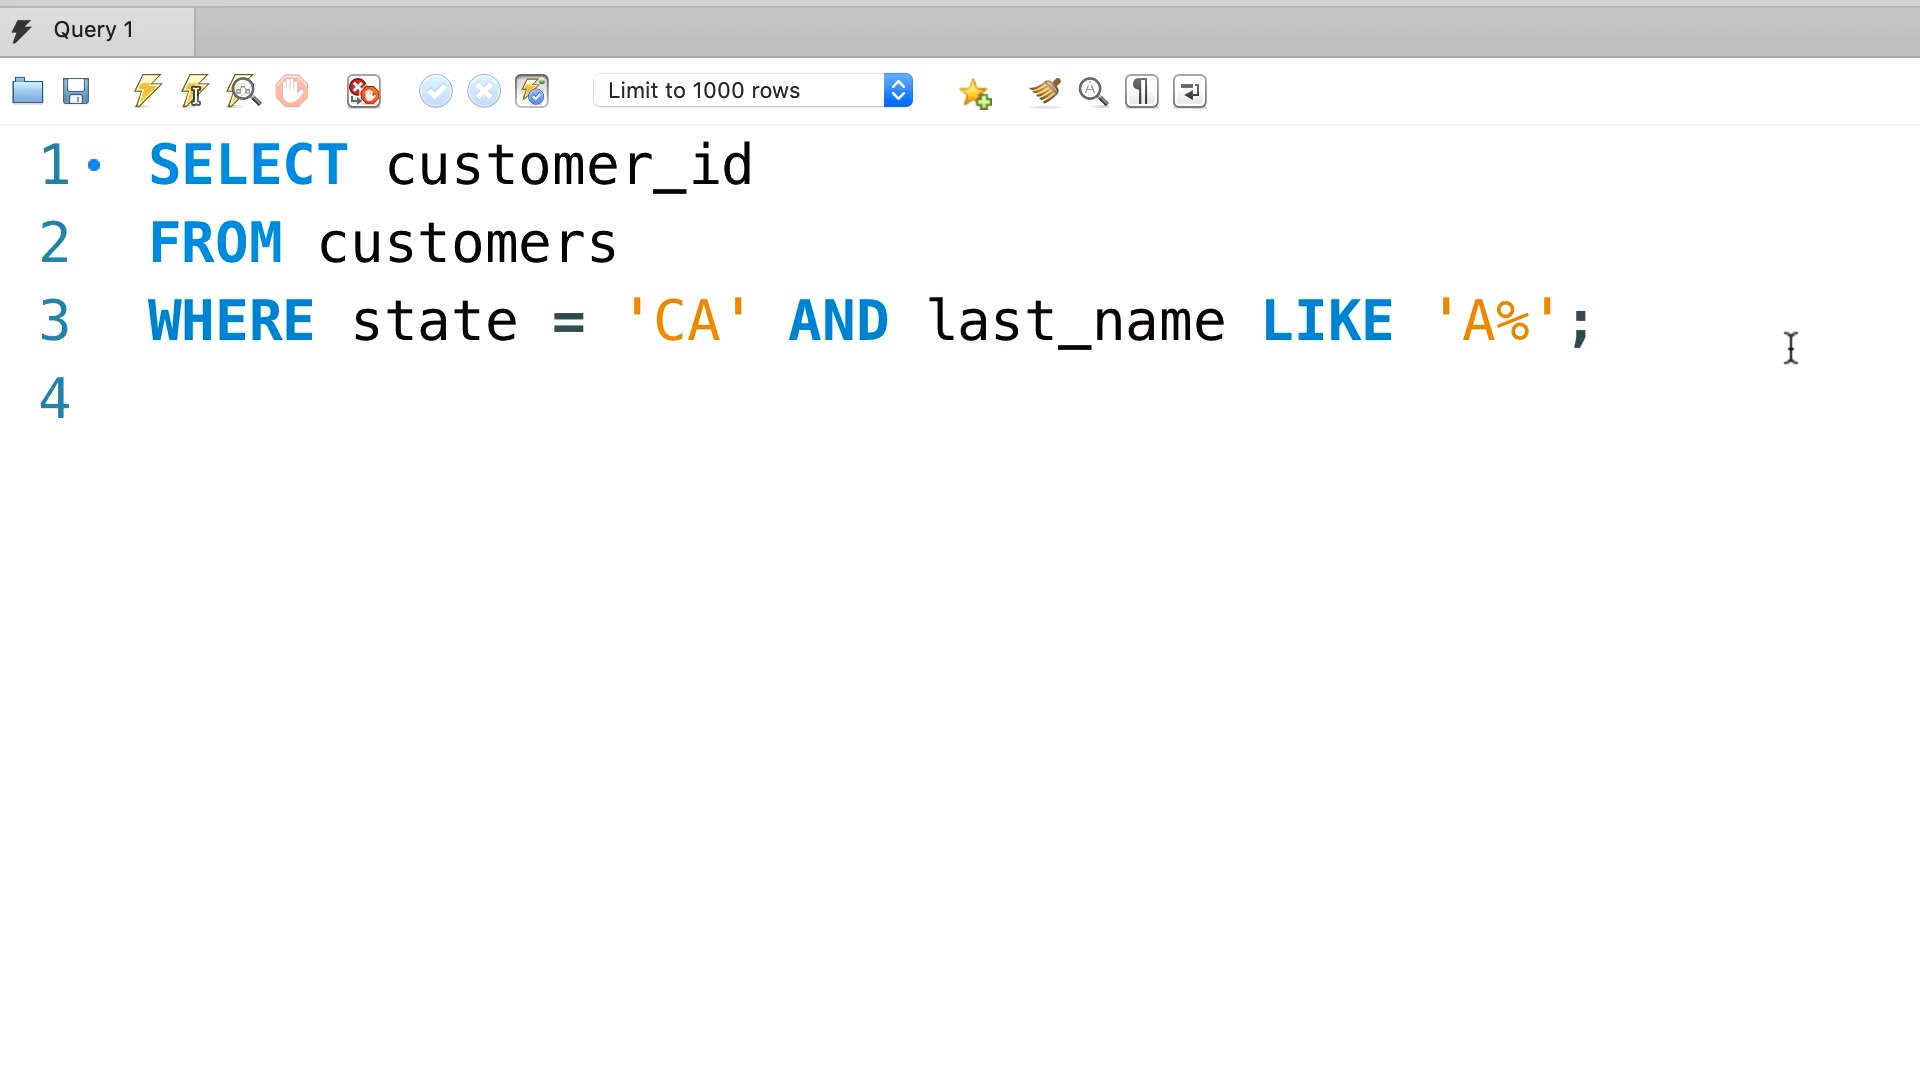 Query 1
Limit to 1000 rows
1 SELECT customer_id
2 FROM customers
3 WHERE state = 'CA' AND last_name LIKE 'A%';
4